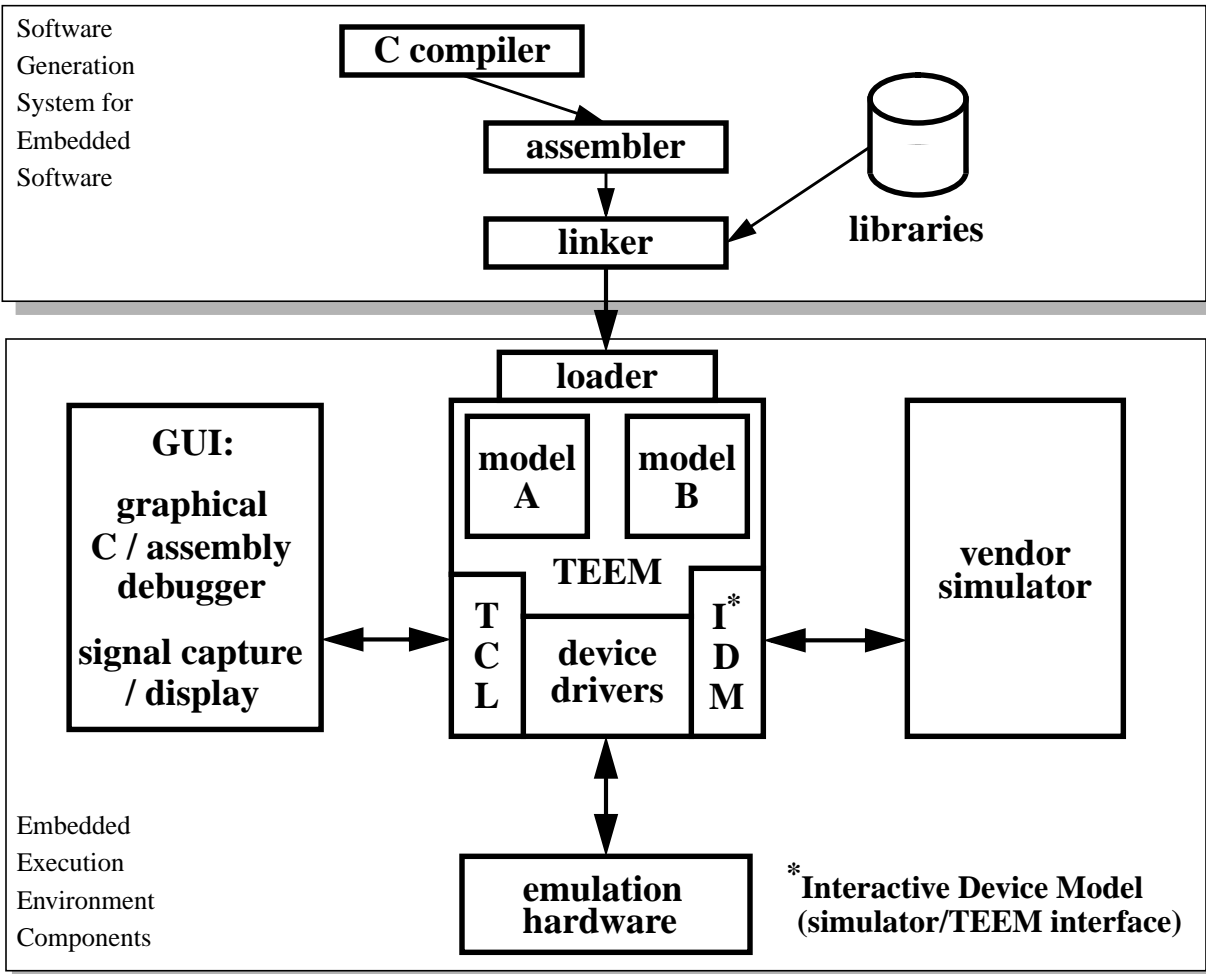 Software
Generation
System for
Embedded
Software
C compiler
assembler
linker
libraries
loader
GUI:
graphical
C / assembly
debugger
signal capture
/ display
model
A
model
B
TEEM
T
C
L
device
drivers
I*
D
M
vendor
simulator
Embedded
Execution
Environment
Components
emulation
hardware
*Interactive Device Model
(simulator/TEEM interface)